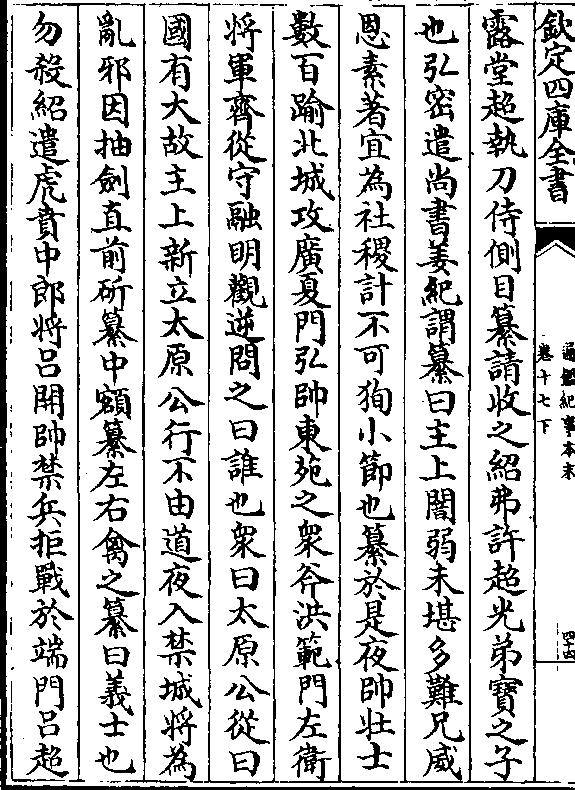 欽定四庫全書
通鑑紀事本末
卷十七下
四十四
露堂超執刀侍側目纂請收之紹弗許超光弟寶之子
也弘密遣尚書姜紀謂纂曰主上闇弱未堪多難兄威
恩素著宜為社稷計不可狥小節也纂於是夜帥壯士
數百踰北城攻廣夏門弘帥東苑之衆斧洪範門左衛
將軍齊從守融明觀逆問之曰誰也衆曰太原公從曰
國有大故主上新立太原公行不由道夜入禁城將為
亂邪因抽劍直前斫纂中額纂左右禽之纂曰義士也
勿殺紹遣虎賁中郎將呂開帥禁兵拒戰於端門呂超